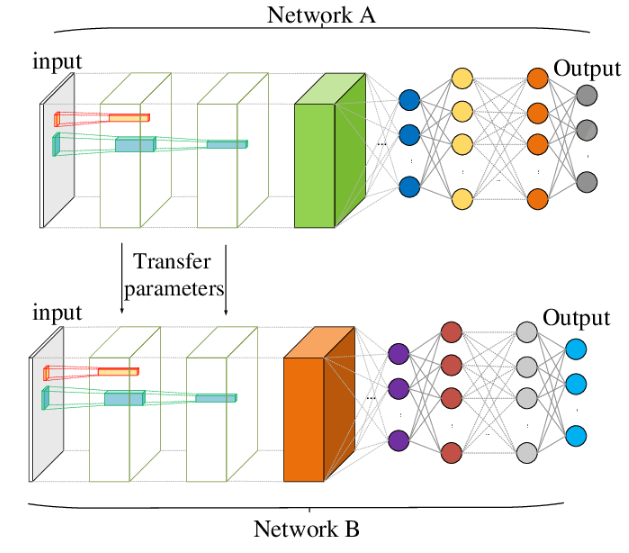 Network A
input
Output
...
Transfer
parameters
input
Output
...
Network B